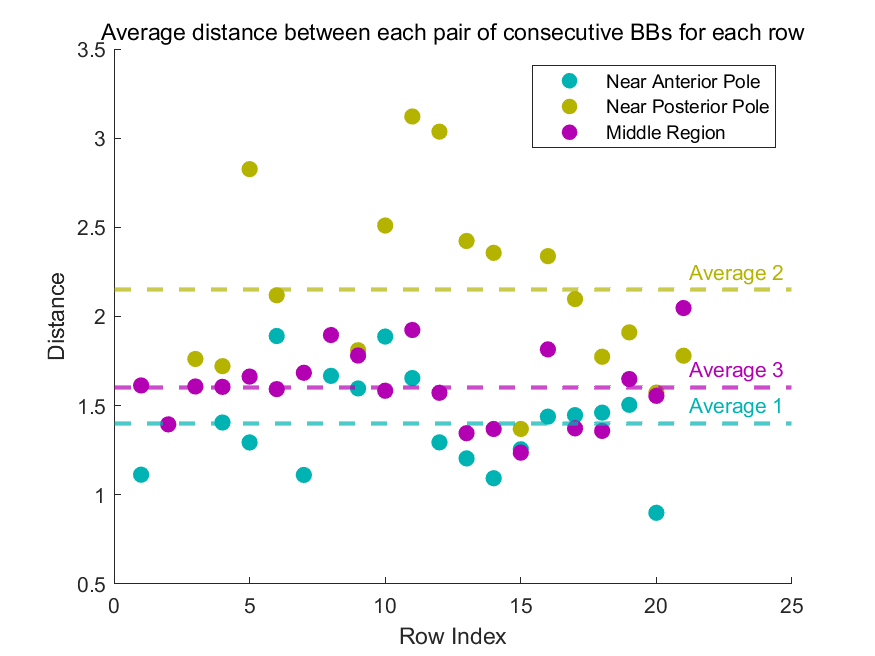 Average distance between each pair of consecutive BBs for each row
3.5
3
2.5
2
1.5
1
0.5
Distance
Near Anterior Pole
Near Posterior Pole
Middle Region
Average 2
Average 3
Average 1
0
5
10
15
20
25
Row Index